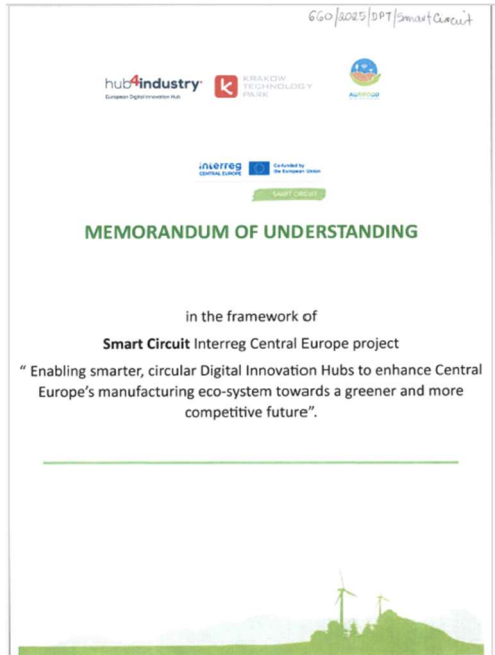 660/2025/DPT/Smart Circuit
hub4industry
European Digital Innovation Hub
KRAKOW
TECHNOLOGY
PARK
AGRIFOOD
Interreg
CENTRAL EUROPE
Co-funded by
the European Union
SMART CIRCUIT
MEMORANDUM OF UNDERSTANDING
in the framework of
Smart Circuit Interreg Central Europe project
“ Enabling smarter, circular Digital Innovation Hubs to enhance Central
Europe’s manufacturing eco-system towards a greener and more
competitive future”.